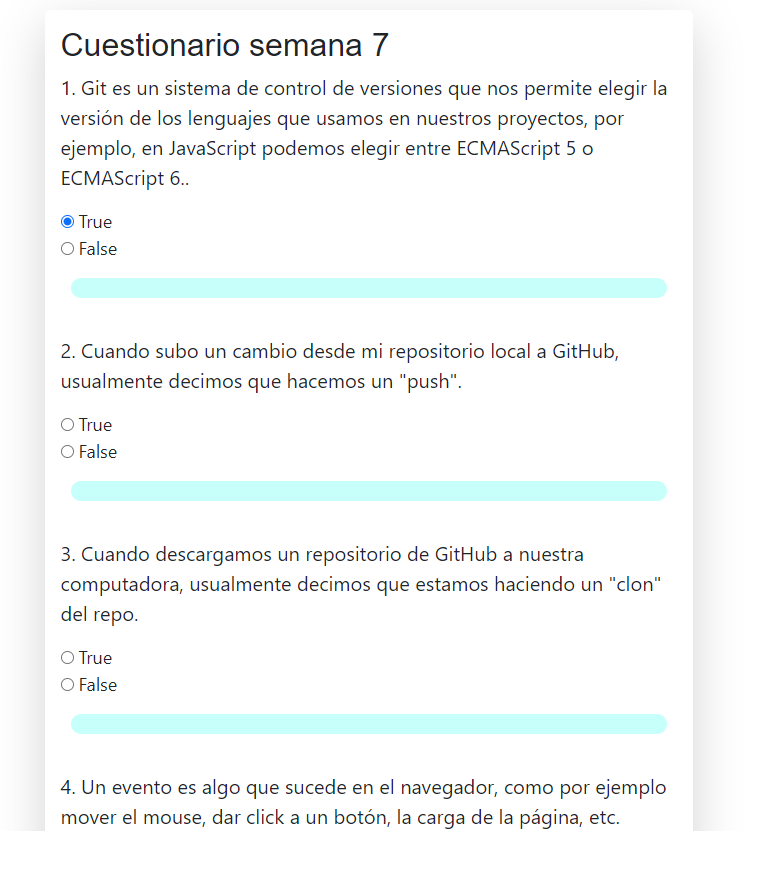 Cuestionario semana 7
1. Git es un sistema de control de versiones que nos permite elegir la
versión de los lenguajes que usamos en nuestros proyectos, por
ejemplo, en JavaScript podemos elegir entre ECMAScript 5 o
ECMAScript 6..
True
False
2. Cuando subo un cambio desde mi repositorio local a GitHub,
usualmente decimos que hacemos un "push".
True
False
3. Cuando descargamos un repositorio de GitHub a nuestra
computadora, usualmente decimos que estamos haciendo un "clon"
del repo.
True
False
4. Un evento es algo que sucede en el navegador, como por ejemplo
mover el mouse, dar click a un botón, la carga de la página, etc.